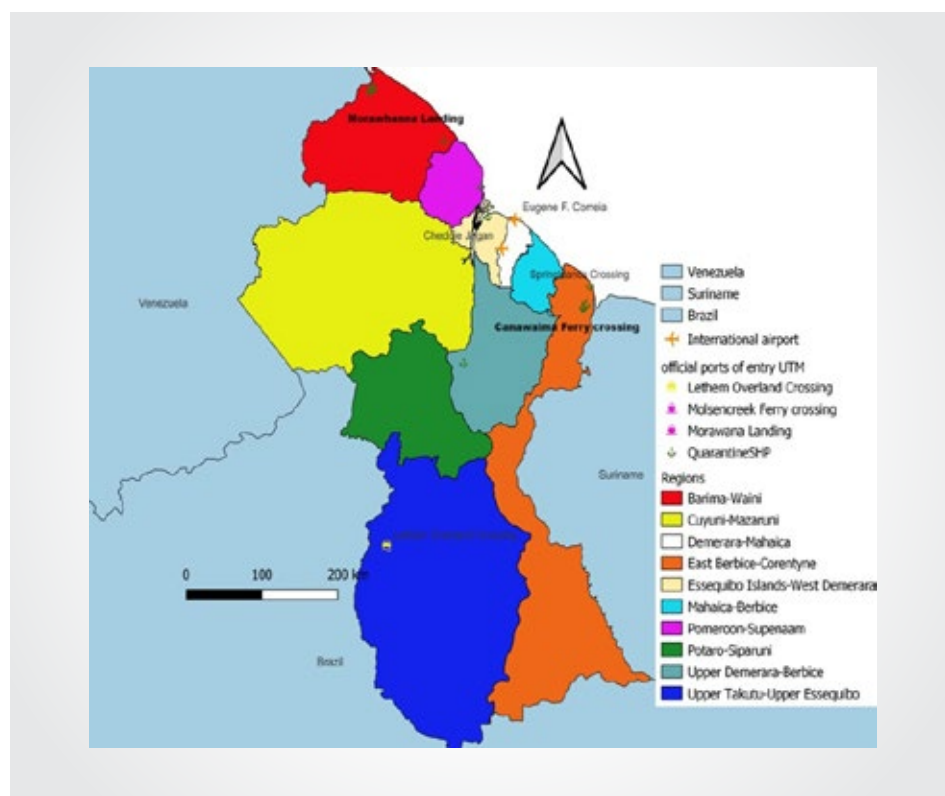 Morawhanna Landing
Eugene F. Correia
Cheddie Jagan
Springlands Crossing
Venezuela
Canawaima Ferry crossing
Suriname
0 100 200 km
Brazil
Venezuela
Suriname
Brazil
International airport
official ports of entry UTM
Lethem Overland Crossing
Molsencreek Ferry crossing
Morawana Landing
QuarantineSHP
Regions
Barima-Waini
Cuyuni-Mazaruni
Demerara-Mahaica
East Berbice-Corentyne
Essequibo Islands-West Demerara
Mahaica-Berbice
Pomeroon-Supenaam
Potaro-Siparuni
Upper Demerara-Berbice
Upper Takutu-Upper Essequibo